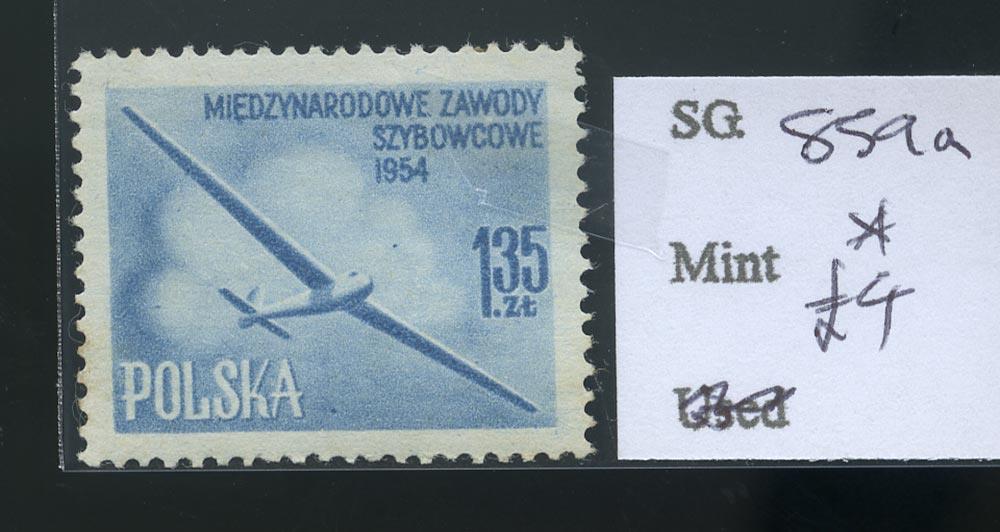 MIĘDZYNARODOWE ZAWODY
SZYBOWCOWE
1954
1.35
zł
POLSKA
SG 859a
Mint *
£4
Used